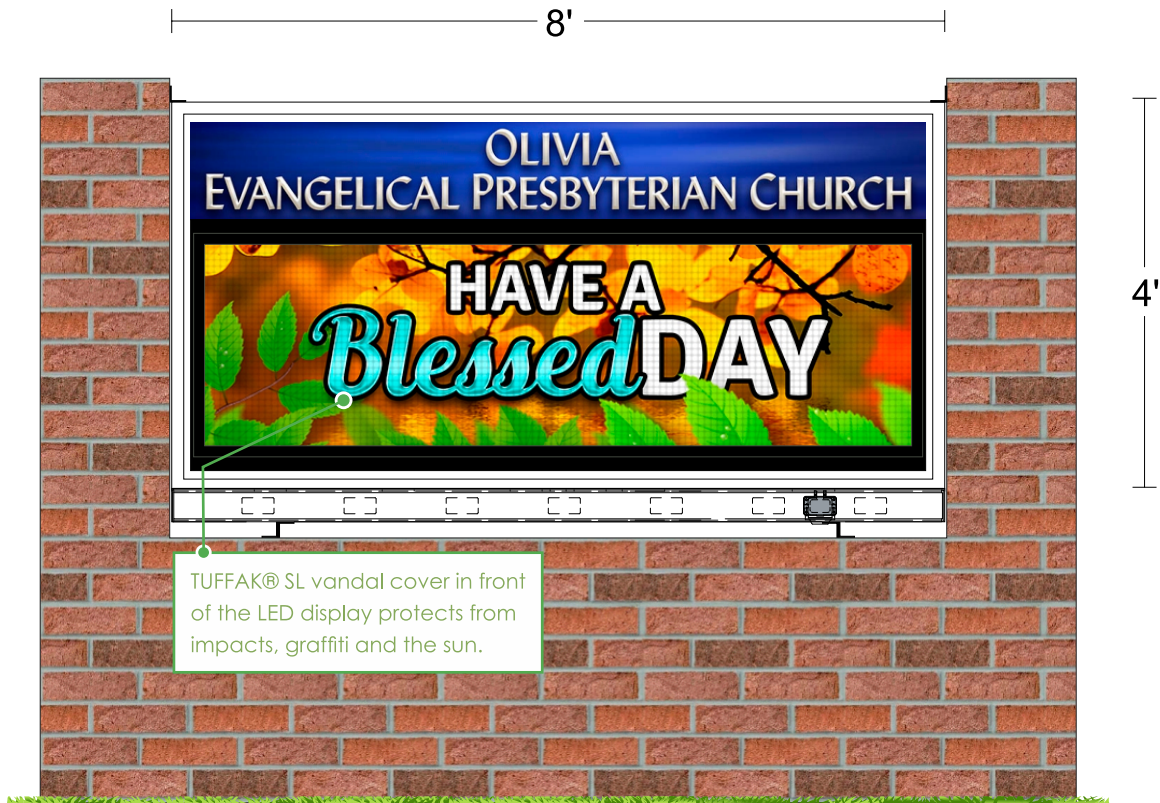 8'
OLIVIA
EVANGELICAL PRESBYTERIAN CHURCH
HAVE A
Blessed DAY
4'
TUFFAK® SL vandal cover in front
of the LED display protects from
impacts, graffiti and the sun.